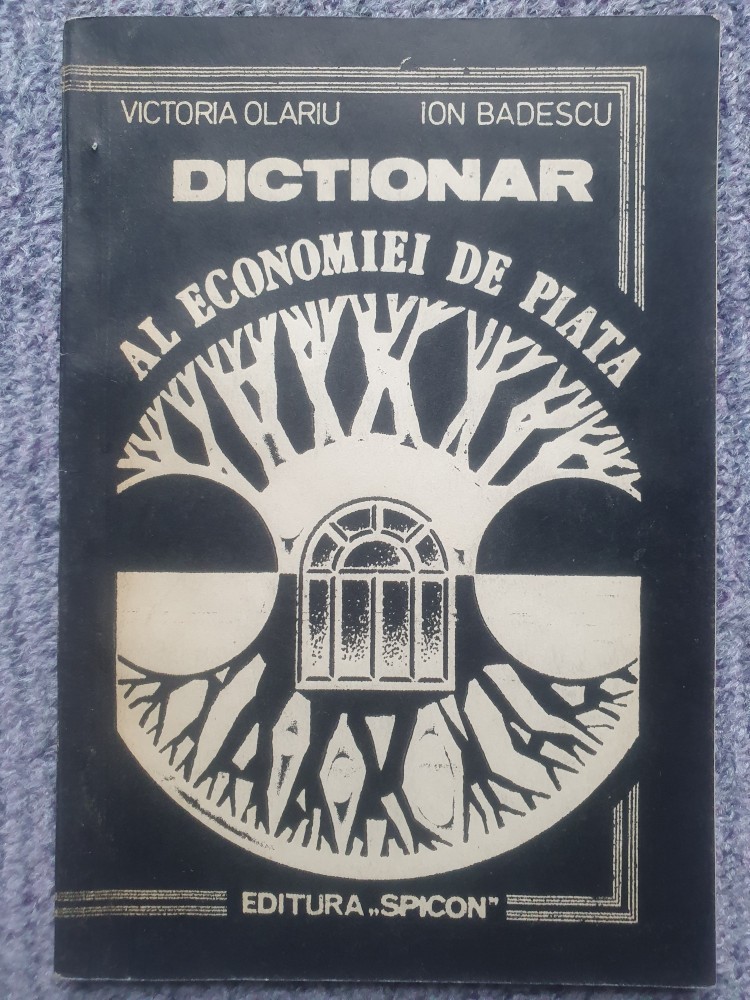 VICTORIA OLARIU ION BADESCU
DICTIONAR
AL ECONOMIEI DE PIATA
EDITURA „SPICON”